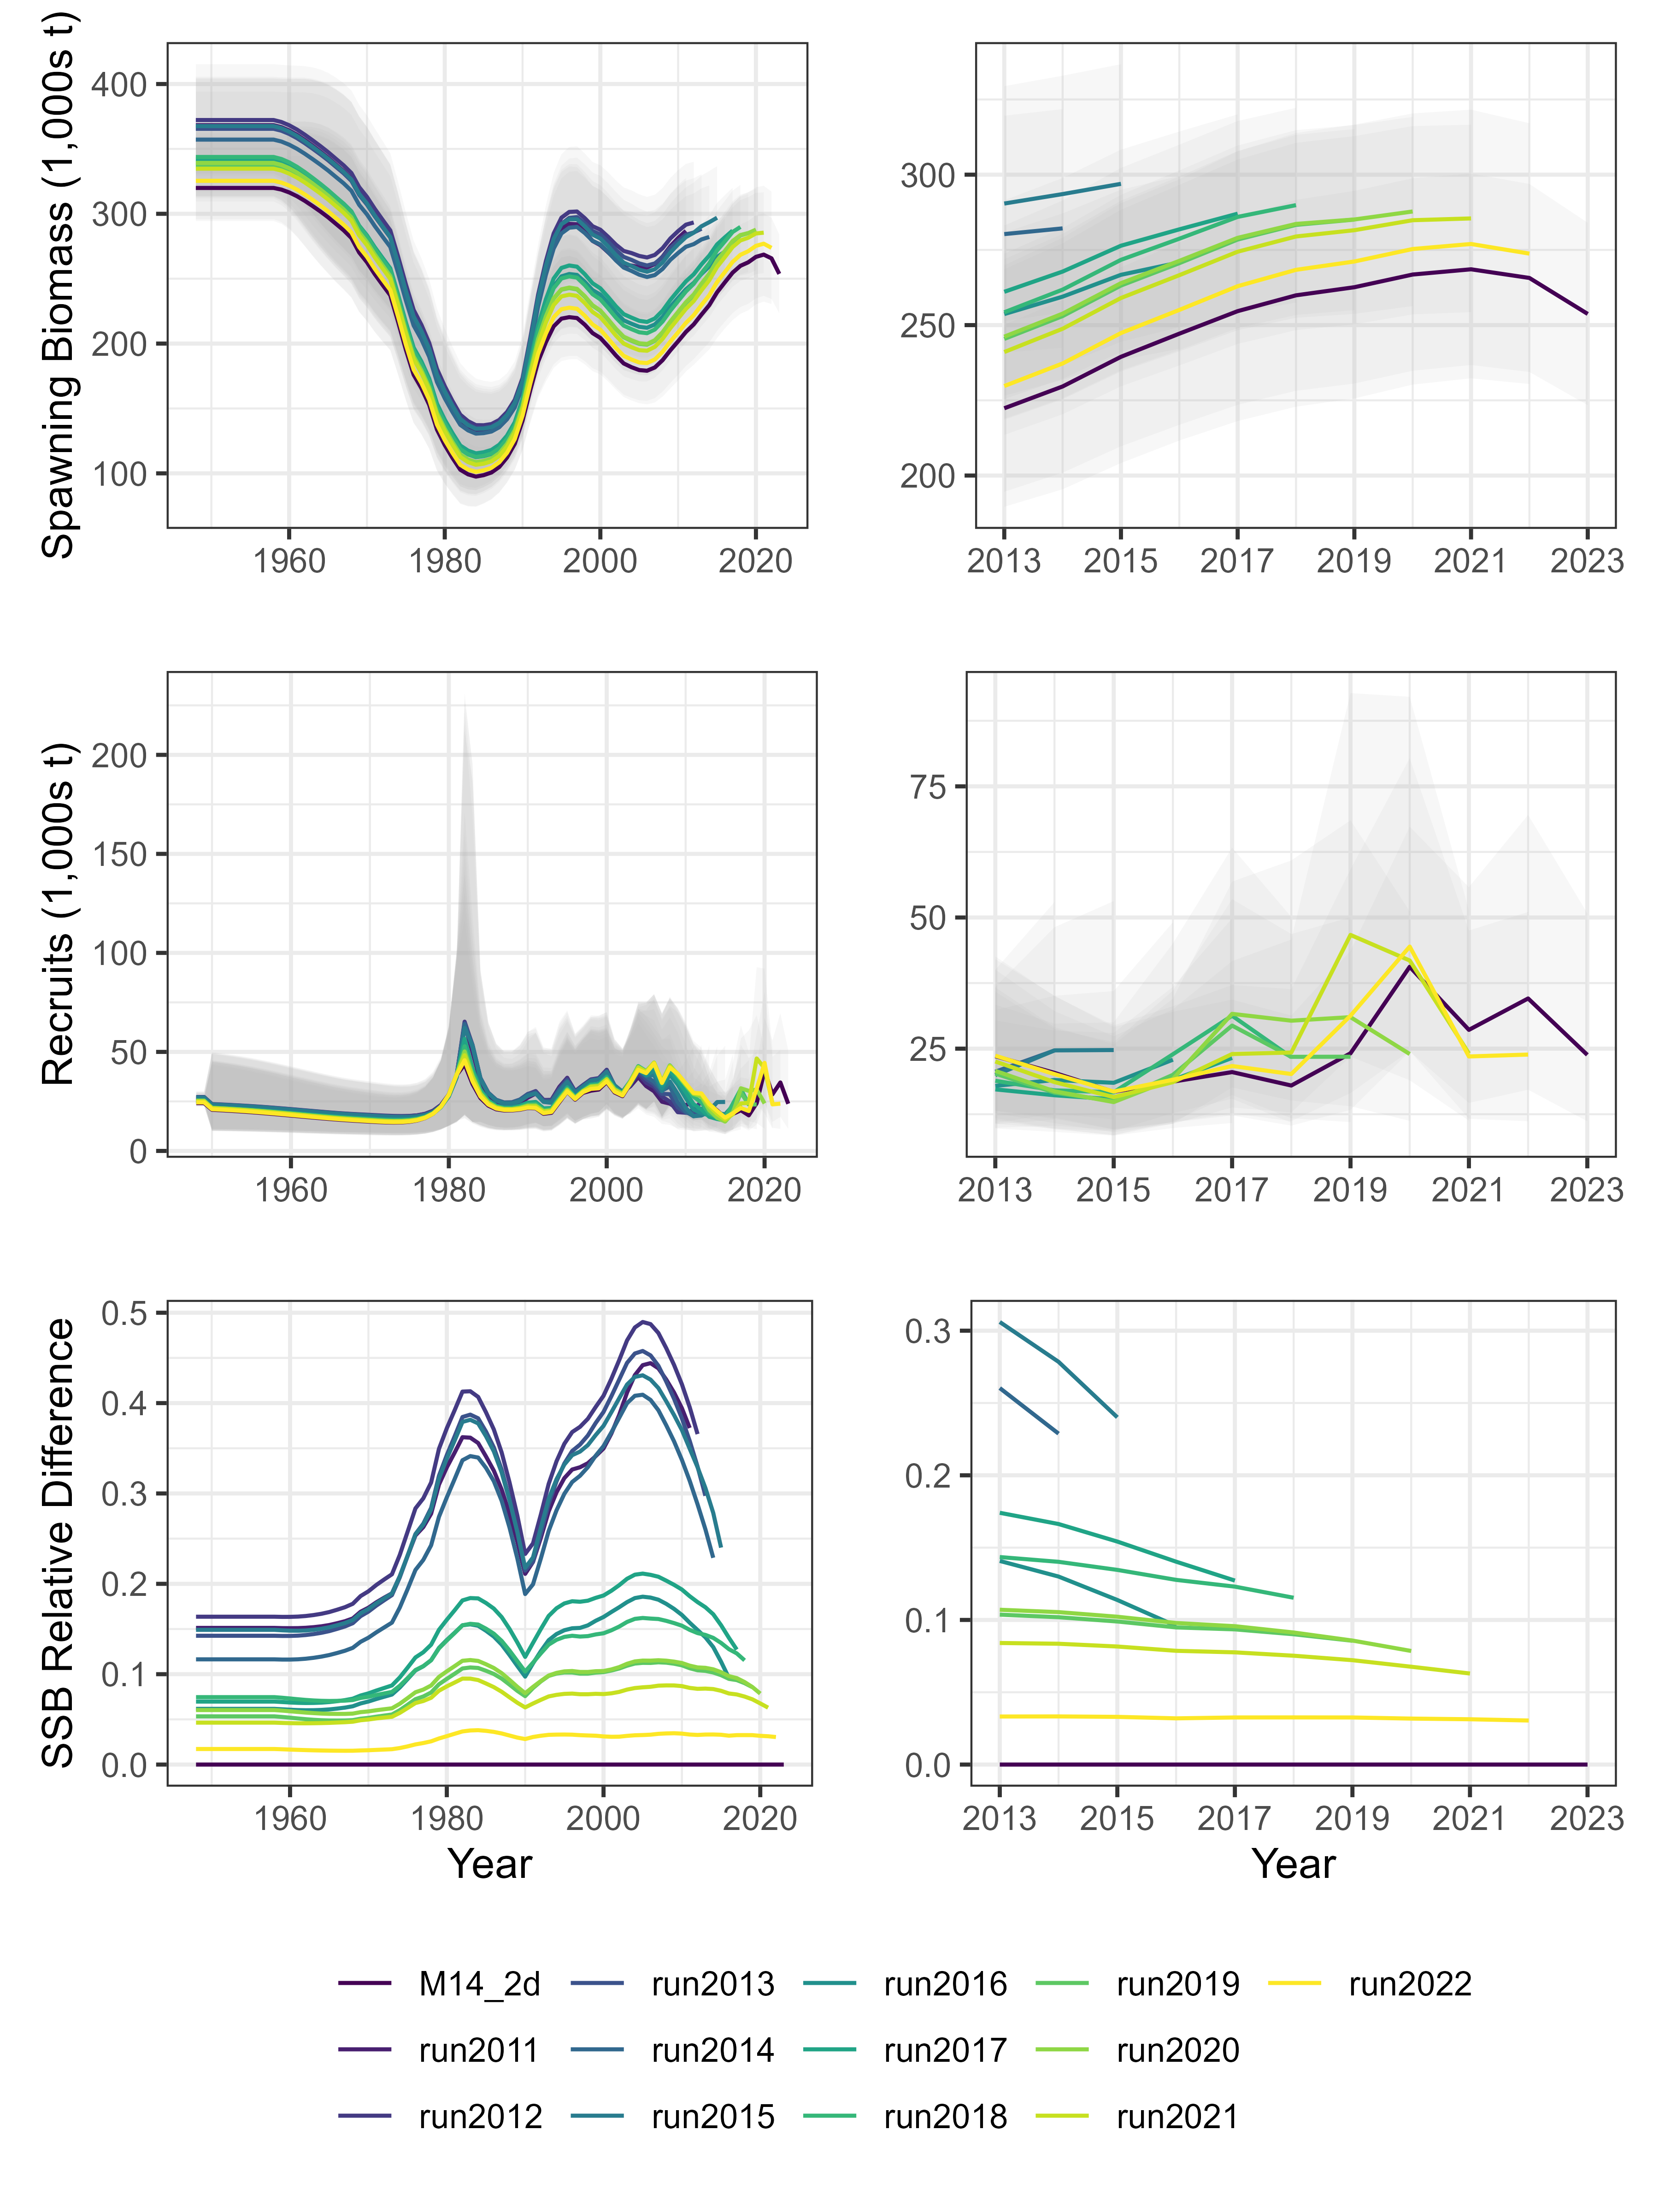 Spawning Biomass (1,000s t)
400
300
200
100
1960 1980 2000 2020
300
250
200
2013 2015 2017 2019 2021 2023
Recruits (1,000s t)
200
150
100
50
0
1960 1980 2000 2020
75
50
25
2013 2015 2017 2019 2021 2023
SSB Relative Difference
0.5
0.4
0.3
0.2
0.1
0.0
1960 1980 2000 2020
Year
0.3
0.2
0.1
0.0
2013 2015 2017 2019 2021 2023
Year
M14_2d run2013 run2016 run2019 run2022
run2011 run2014 run2017 run2020
run2012 run2015 run2018 run2021